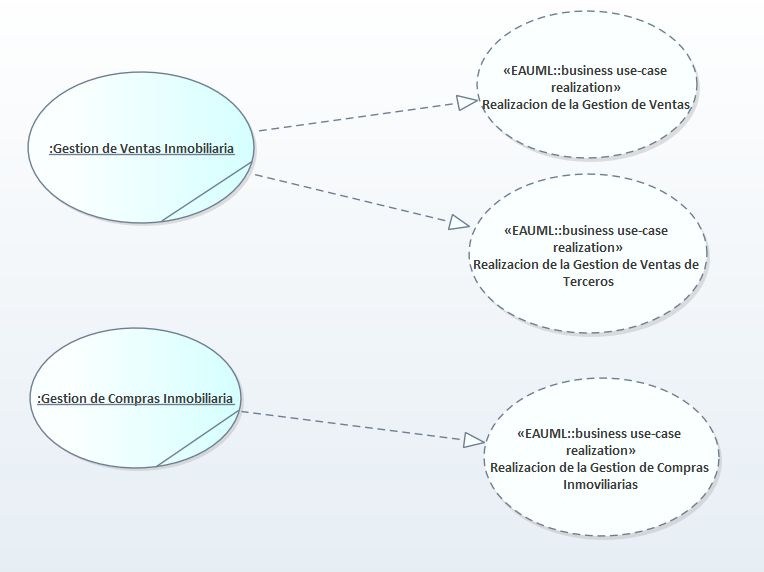 «EAUML::business use-case
realization»
Realizacion de la Gestion de Ventas
:Gestion de Ventas Inmobiliaria
«EAUML::business use-case
realization»
Realizacion de la Gestion de Ventas de
Terceros
:Gestion de Compras Inmobiliaria
«EAUML::business use-case
realization»
Realizacion de la Gestion de Compras
Inmoviliarias